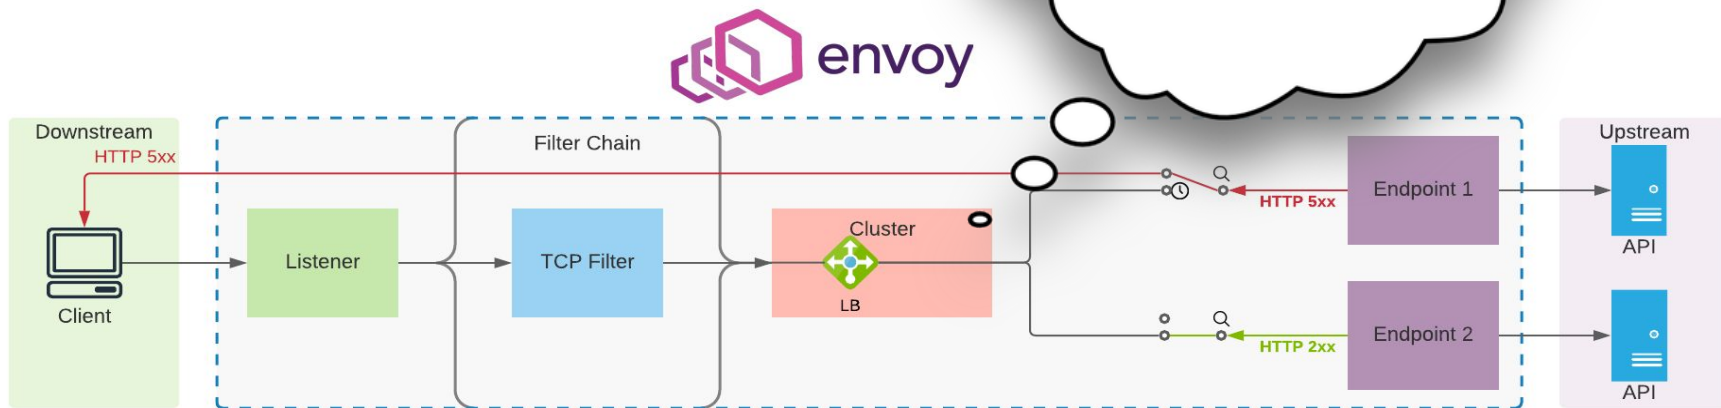 envoy
Downstream
HTTP 5xx
Client
Filter Chain
Listener
TCP Filter
Cluster
LB
HTTP 5xx
Endpoint 1
HTTP 2xx
Endpoint 2
Upstream
API
API